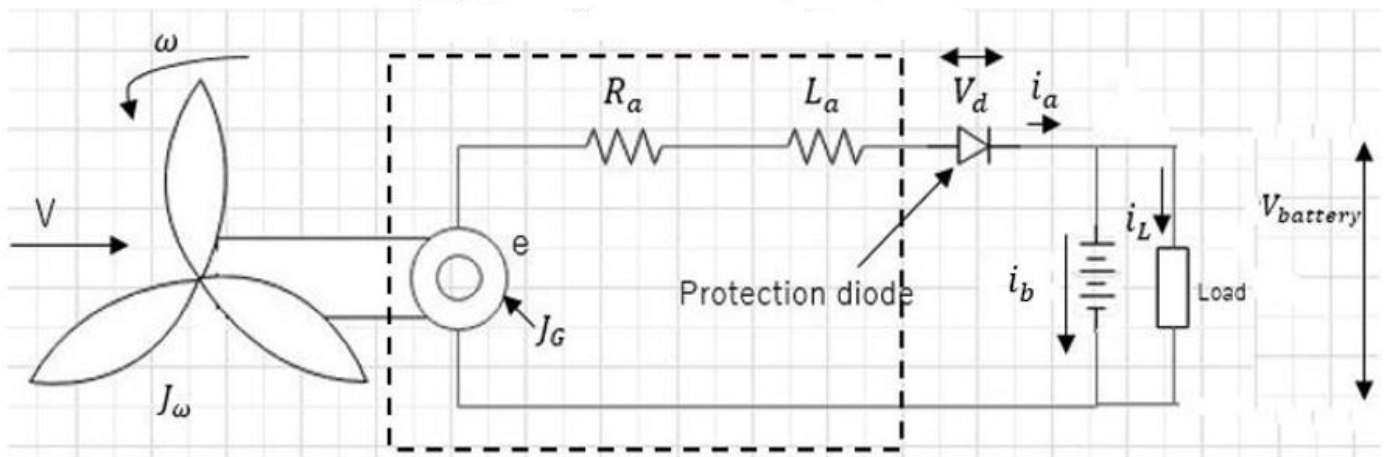 ω
V
J_ω
e
J_G
R_a
L_a
V_d
i_a
Protection diode
i_b
i_L
Load
V_battery